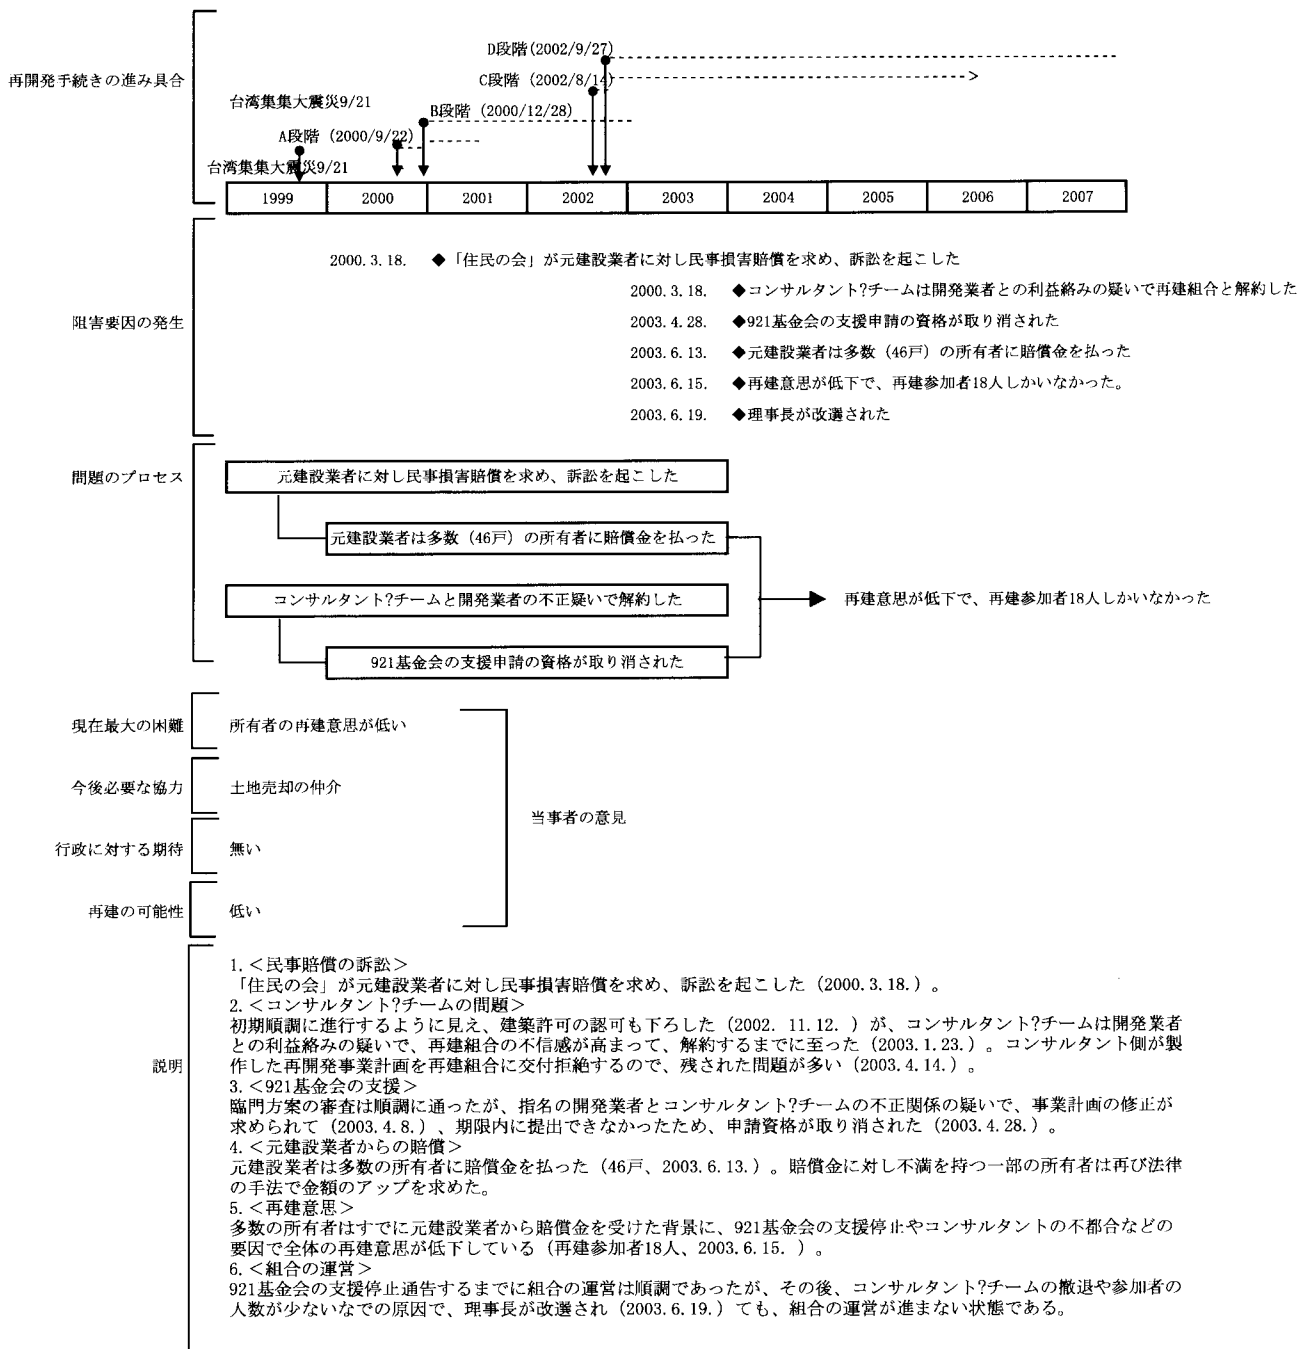 再開発手続きの進み具合
D段階(2002/9/27)
C段階 (2002/8/14)
台湾集集大震災9/21
B段階 (2000/12/28)
A段階 (2000/9/22)
台湾集集大震災9/21
1999 2000 2001 2002 2003 2004 2005 2006 2007
阻害要因の発生
2000.3.18. ◆「住民の会」が元建設業者に対し民事損害賠償を求め、訴訟を起こした
2000.3.18. ◆コンサルタント?チームは開発業者との利益絡みの疑いで再建組合と解約した
2003.4.28. ◆921基金会の支援申請の資格が取り消された
2003.6.13. ◆元建設業者は多数（46戸）の所有者に賠償金を払った
2003.6.15. ◆再建意思が低下で、再建参加者18人しかいなかった。
2003.6.19. ◆理事長が改選された
問題のプロセス
元建設業者に対し民事損害賠償を求め、訴訟を起こした
元建設業者は多数（46戸）の所有者に賠償金を払った
コンサルタント?チームと開発業者の不正疑いで解約した
921基金会の支援申請の資格が取り消された
再建意思が低下で、再建参加者18人しかいなかった
現在最大の困難
所有者の再建意思が低い
今後必要な協力
土地売却の仲介
行政に対する期待
無い
再建の可能性
低い
当事者の意見
説明
1.＜民事賠償の訴訟＞
「住民の会」が元建設業者に対し民事損害賠償を求め、訴訟を起こした（2000.3.18.）。
2.＜コンサルタント?チームの問題＞
初期順調に進行するように見え、建築許可の認可も下ろした（2002. 11.12. ）が、コンサルタント?チームは開発業者
との利益絡みの疑いで、再建組合の不信感が高まって、解約するまでに至った（2003.1.23.）。コンサルタント側が製
作した再開発事業計画を再建組合に交付拒絶するので、残された問題が多い（2003.4.14.）。
3.＜921基金会の支援＞
臨門方案の審査は順調に通ったが、指名の開発業者とコンサルタント?チームの不正関係の疑いで、事業計画の修正が
求められて（2003.4.8.）、期限内に提出できなかったため、申請資格が取り消された（2003.4.28.）。
4.＜元建設業者からの賠償＞
元建設業者は多数の所有者に賠償金を払った（46戸、2003.6.13.）。賠償金に対し不満を持つ一部の所有者は再び法律
の手法で金額のアップを求めた。
5.＜再建意思＞
多数の所有者はすでに元建設業者から賠償金を受けた背景に、921基金会の支援停止やコンサルタントの不都合などの
要因で全体の再建意思が低下している（再建参加者18人、2003.6.15. ）。
6.＜組合の運営＞
921基金会の支援停止通告するまでに組合の運営は順調であったが、その後、コンサルタント?チームの撤退や参加者の
人数が少ないなでの原因で、理事長が改選され（2003.6.19.）ても、組合の運営が進まない状態である。